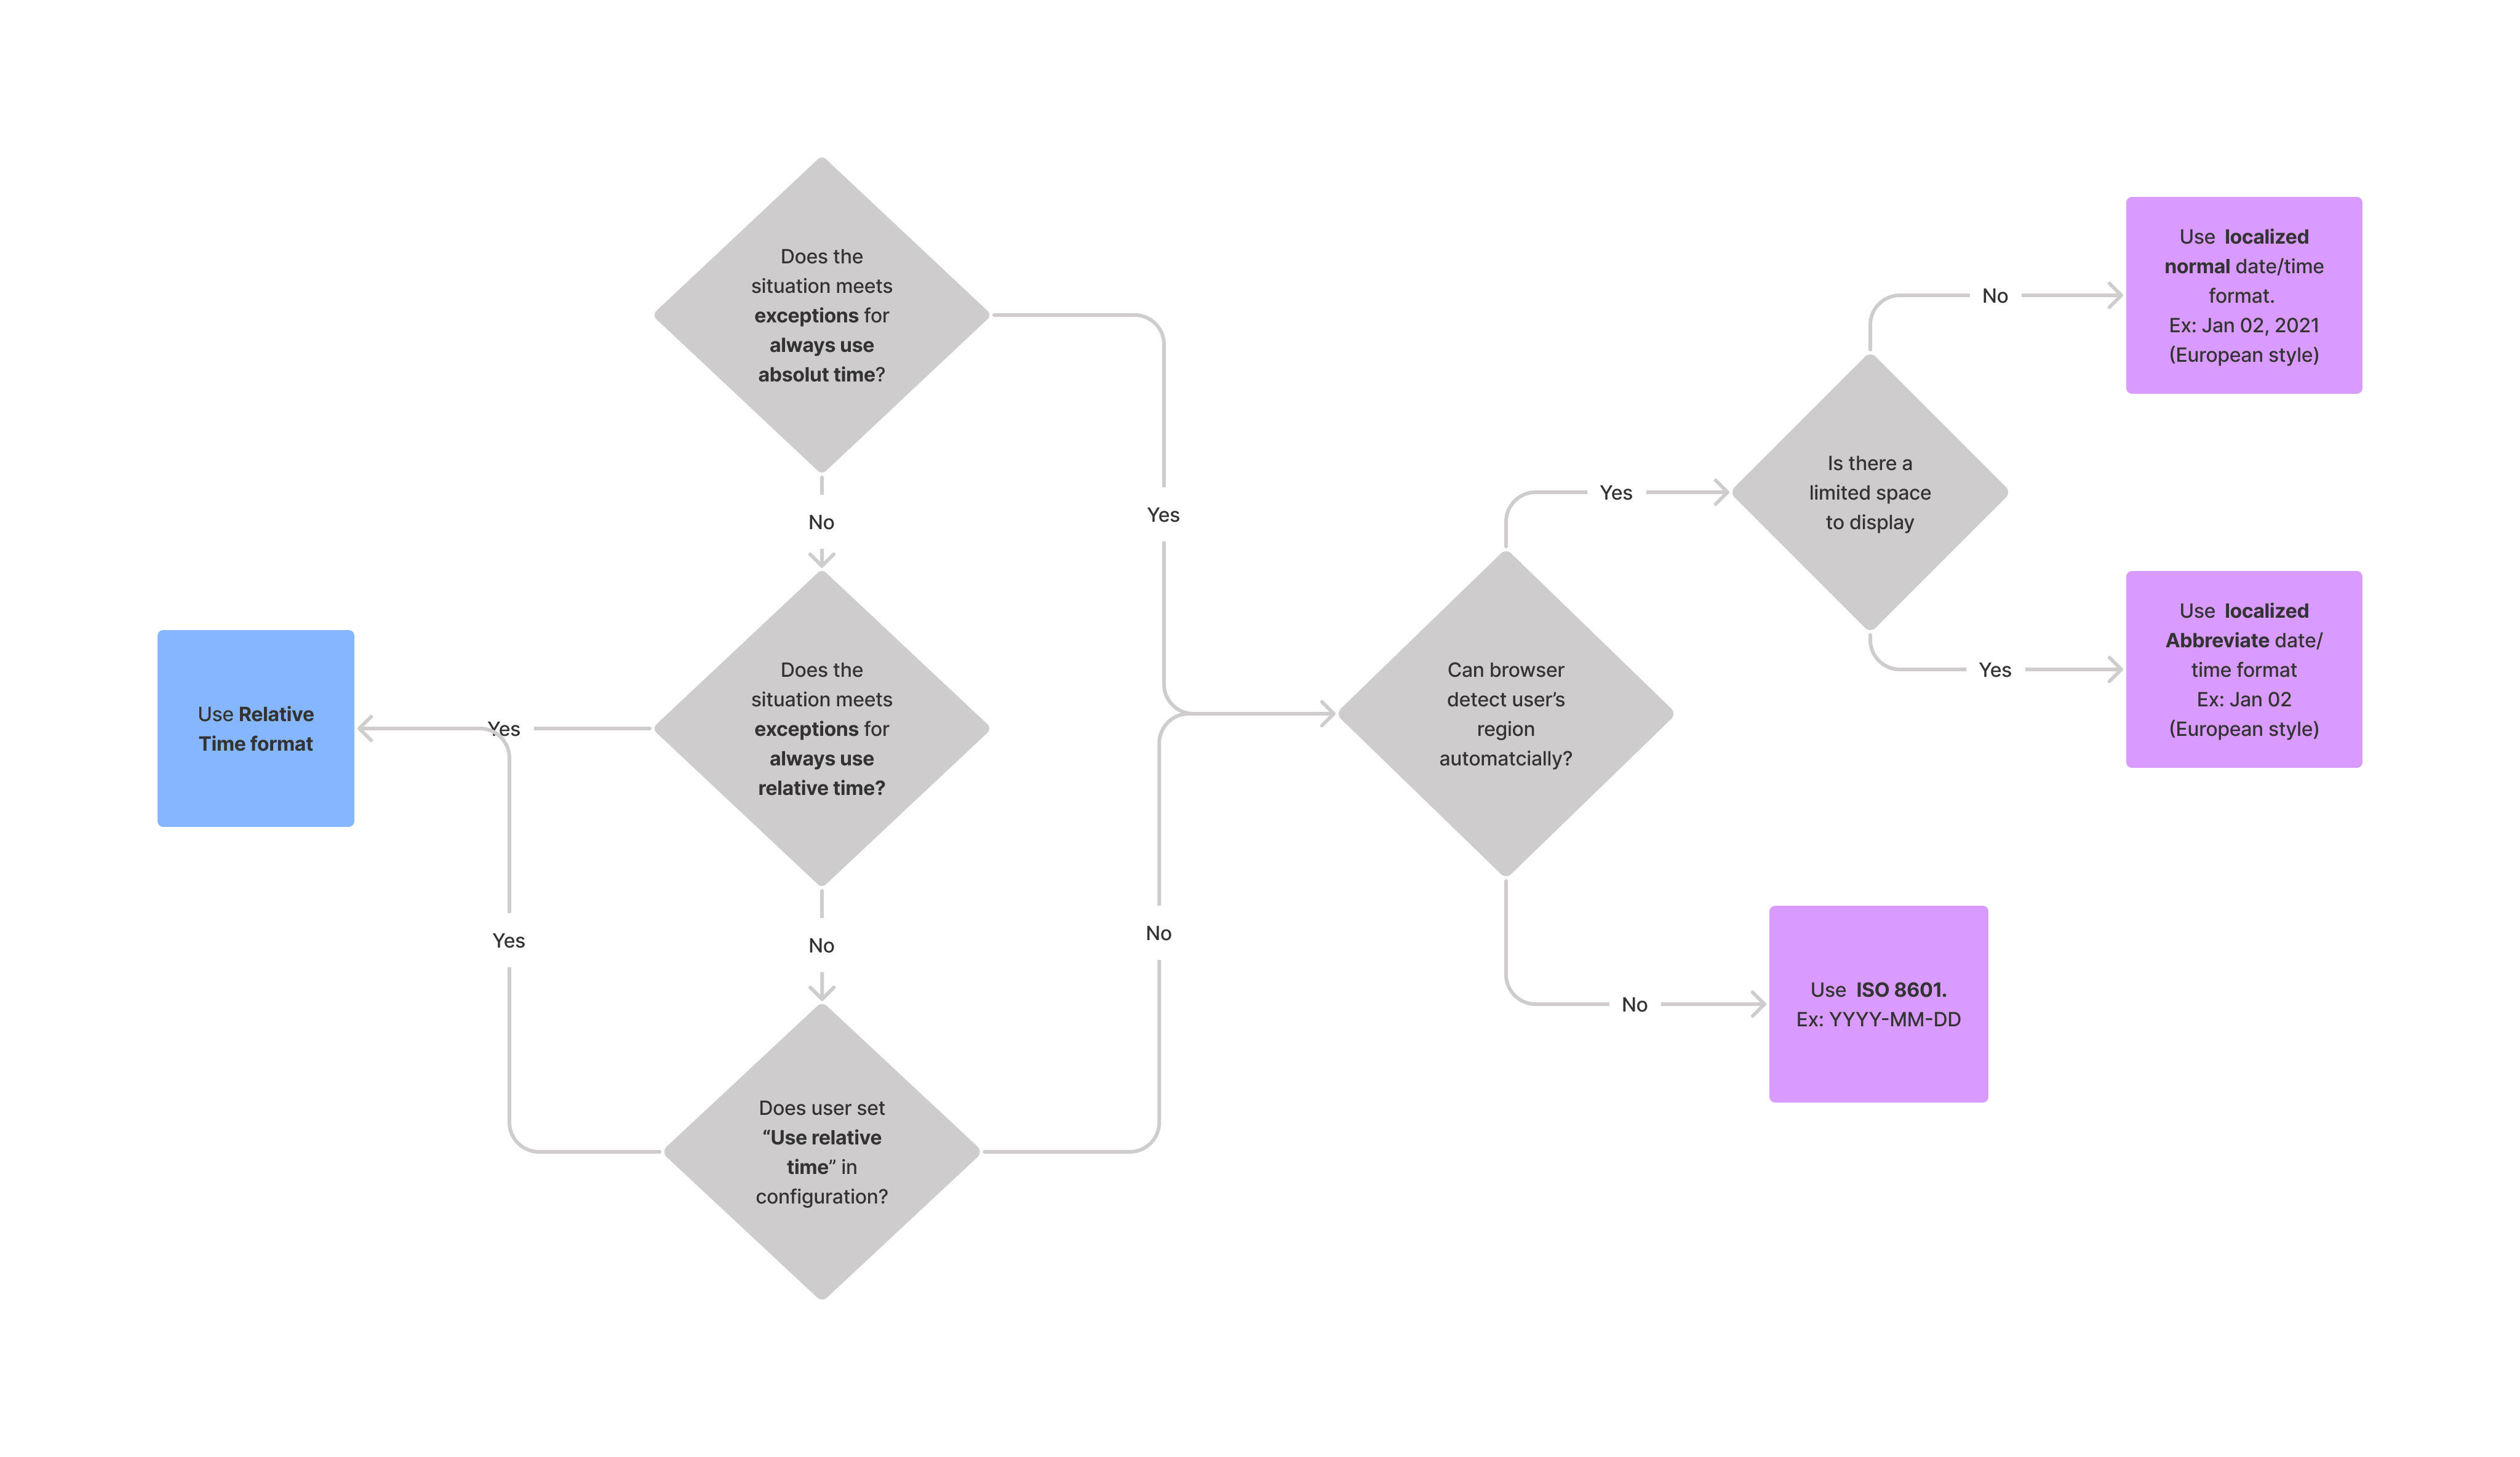 Does the
situation meets
exceptions for
always use
absolut time?
No
Yes
Does the
situation meets
exceptions for
always use
relative time?
Yes
Use Relative
Time format
No
Yes
Does user set
“Use relative
time” in
configuration?
No
Can browser
detect user’s
region
automatcially?
Yes
Is there a
limited space
to display
No
Use  localized
normal date/time
format.
Ex: Jan 02, 2021
(European style)
Yes
Use  localized
Abbreviate date/
time format
Ex: Jan 02
(European style)
No
Use  ISO 8601.
Ex: YYYY-MM-DD